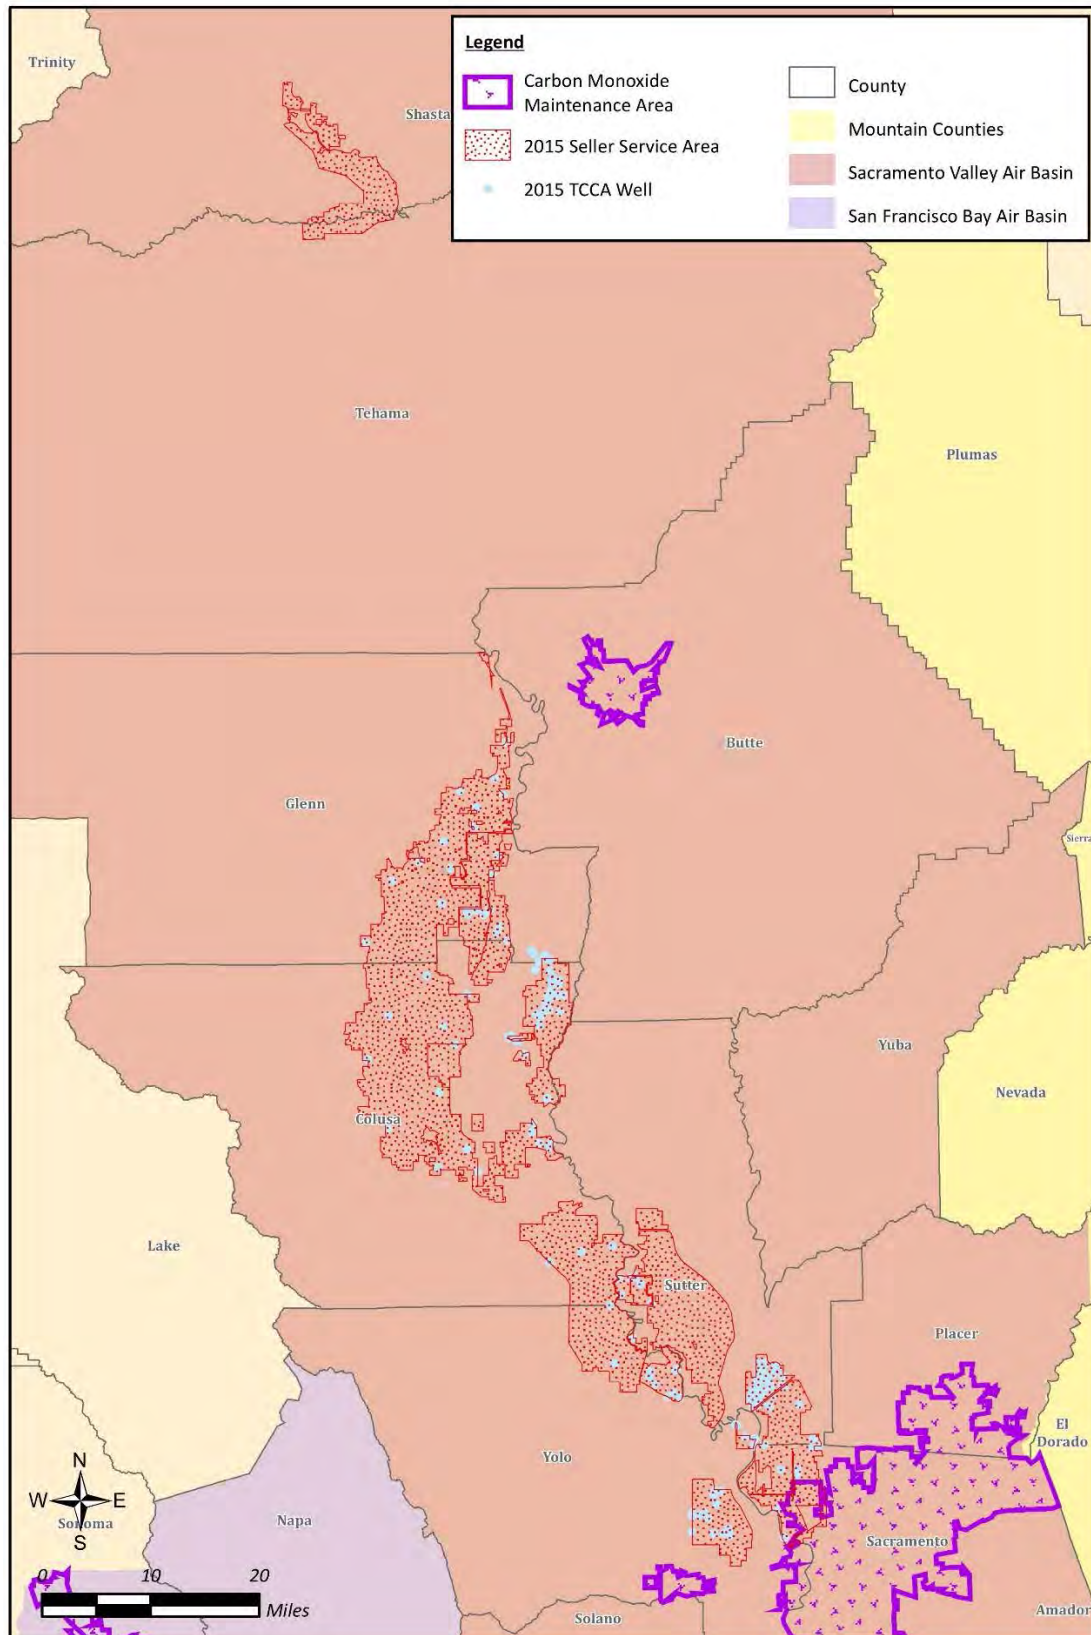 Legend
Carbon Monoxide
Maintenance Area
2015 Seller Service Area
2015 TCCA Well
County
Mountain Counties
Sacramento Valley Air Basin
San Francisco Bay Air Basin
Trinity
Shasta
Tehama
Plumas
Butte
Glenn
Sierra
Yuba
Nevada
Colusa
Lake
Sutter
Placer
El
Dorado
Yolo
N
W
E
S
Sonoma
Napa
Sacramento
0
10
20
Miles
Solano
Amador